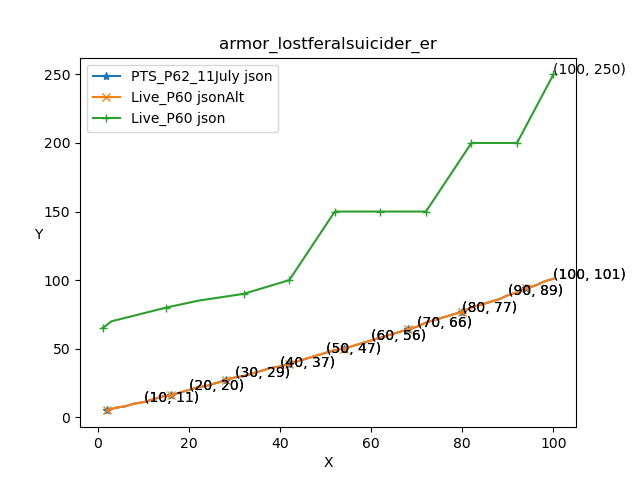 armor_lostferalsuicider_er
PTS_P62_11July json
Live_P60 jsonAlt
Live_P60 json
(100, 250)
250
200
150
100
50
0
Y
(100, 101)
(90, 89)
(80, 77)
(70, 66)
(60, 56)
(50, 47)
(40, 37)
(30, 29)
(20, 20)
(10, 11)
0 20 40 60 80 100
X